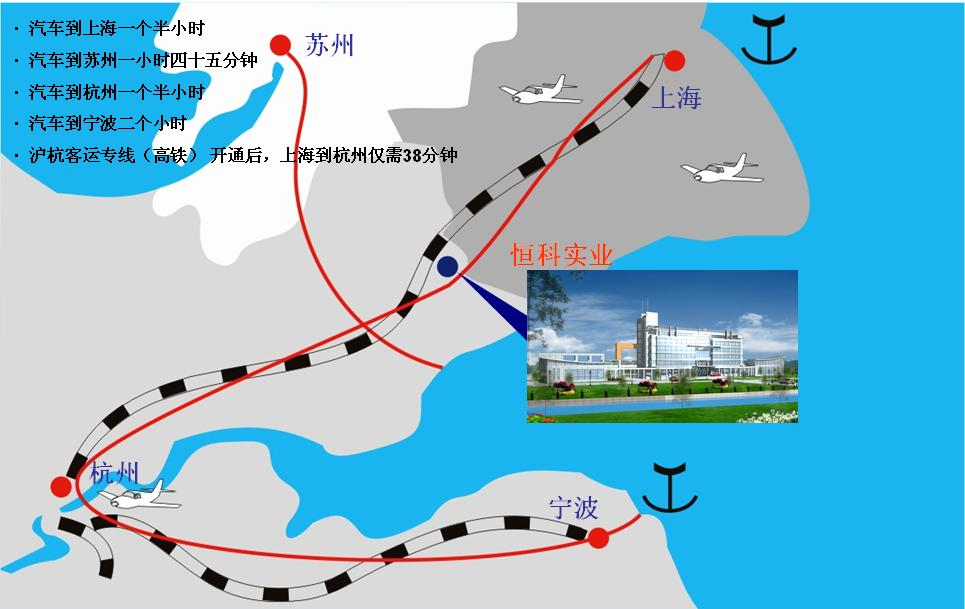 · 汽车到上海一个半小时
· 汽车到苏州一小时四十五分钟
· 汽车到杭州一个半小时
· 汽车到宁波二个小时
· 沪杭客运专线（高铁） 开通后，上海到杭州仅需38分钟
苏州
上海
恒科实业
杭州
宁波